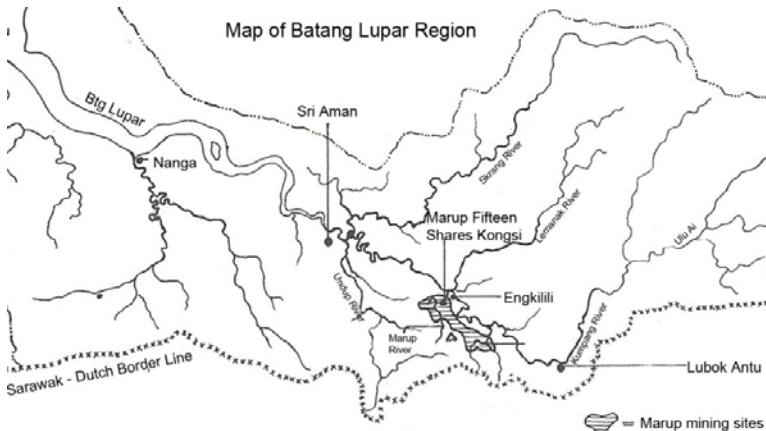 Map of Batang Lupar Region
Btg Lupar
Sri Aman
Nanga
Skrang River
Marup Fifteen
Shares Kongsi
Lemanak River
Ulu Ai
Undup River
Engkilili
Marup
River
Kumpang River
Lubok Antu
Sarawak - Dutch Border Line
= Marup mining sites